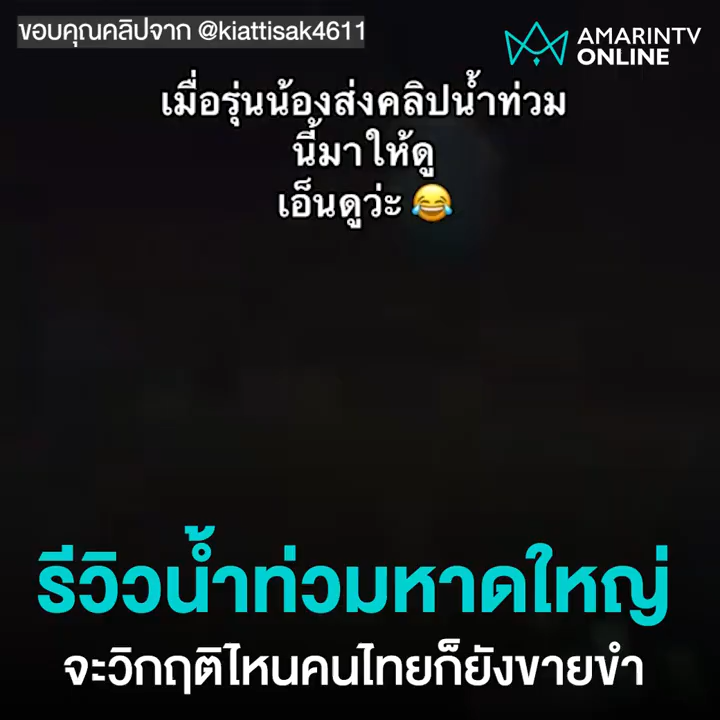 ขอบคุณคลิปจาก @kiattisak4611
AMARINTV
ONLINE
เมื่อรุ่นน้องส่งคลิปน้ำท่วม
นี้มาให้ดู
เอ็นดูว่ะ 😂
รีวิวน้ำท่วมหาดใหญ่
จะวิกฤติไหนคนไทยก็ยังขายขำ